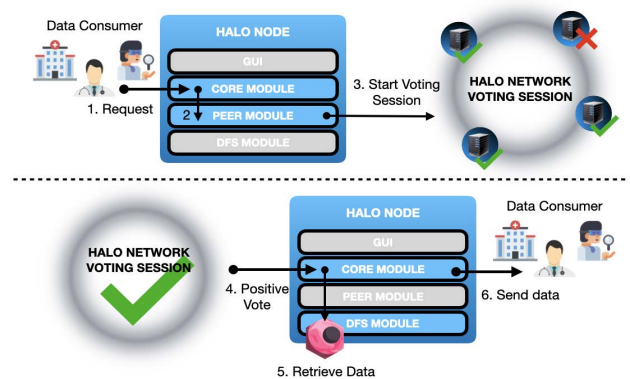 Data Consumer
HALO NODE
GUI
CORE MODULE
1. Request
2
PEER MODULE
DFS MODULE
3. Start Voting
Session
HALO NETWORK
VOTING SESSION
HALO NETWORK
VOTING SESSION
4. Positive
Vote
HALO NODE
GUI
CORE MODULE
PEER MODULE
DFS MODULE
5. Retrieve Data
Data Consumer
6. Send data